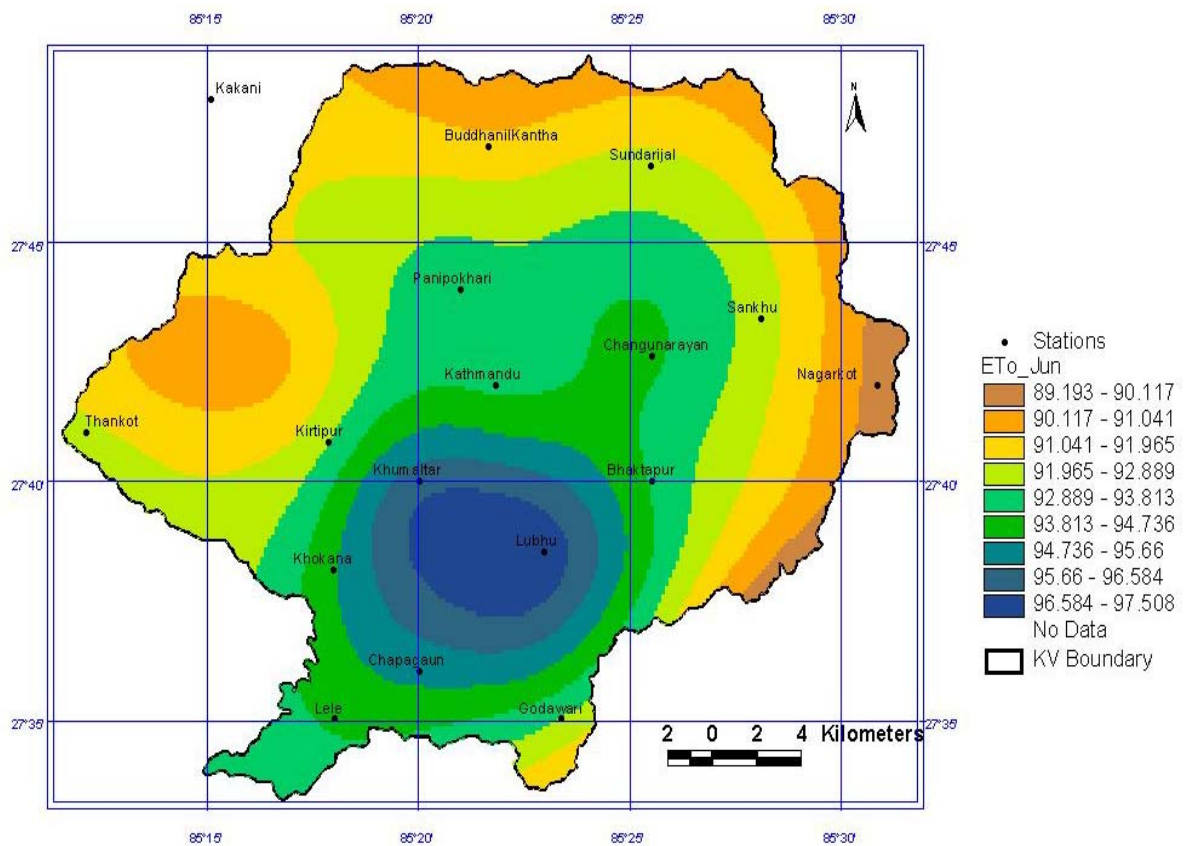 85°15' 85°20' 85°25' 85°30'
Kakani
N
BuddhanilKantha
Sundarijal
27°45' 27°45'
Panipokhari
Sankhu
Changunarayan
Kathmandu
Nagarkot
Thankot
Kirtipur
Khumaltar
Bhaktapur
27°40' 27°40'
Lubhu
Khokana
Chapagaun
Lele
Godawari
27°35' 27°35'
2 0 2 4 Kilometers
85°15' 85°20' 85°25' 85°30'
Stations
ETo_Jun
89.193 - 90.117
90.117 - 91.041
91.041 - 91.965
91.965 - 92.889
92.889 - 93.813
93.813 - 94.736
94.736 - 95.66
95.66 - 96.584
96.584 - 97.508
No Data
KV Boundary